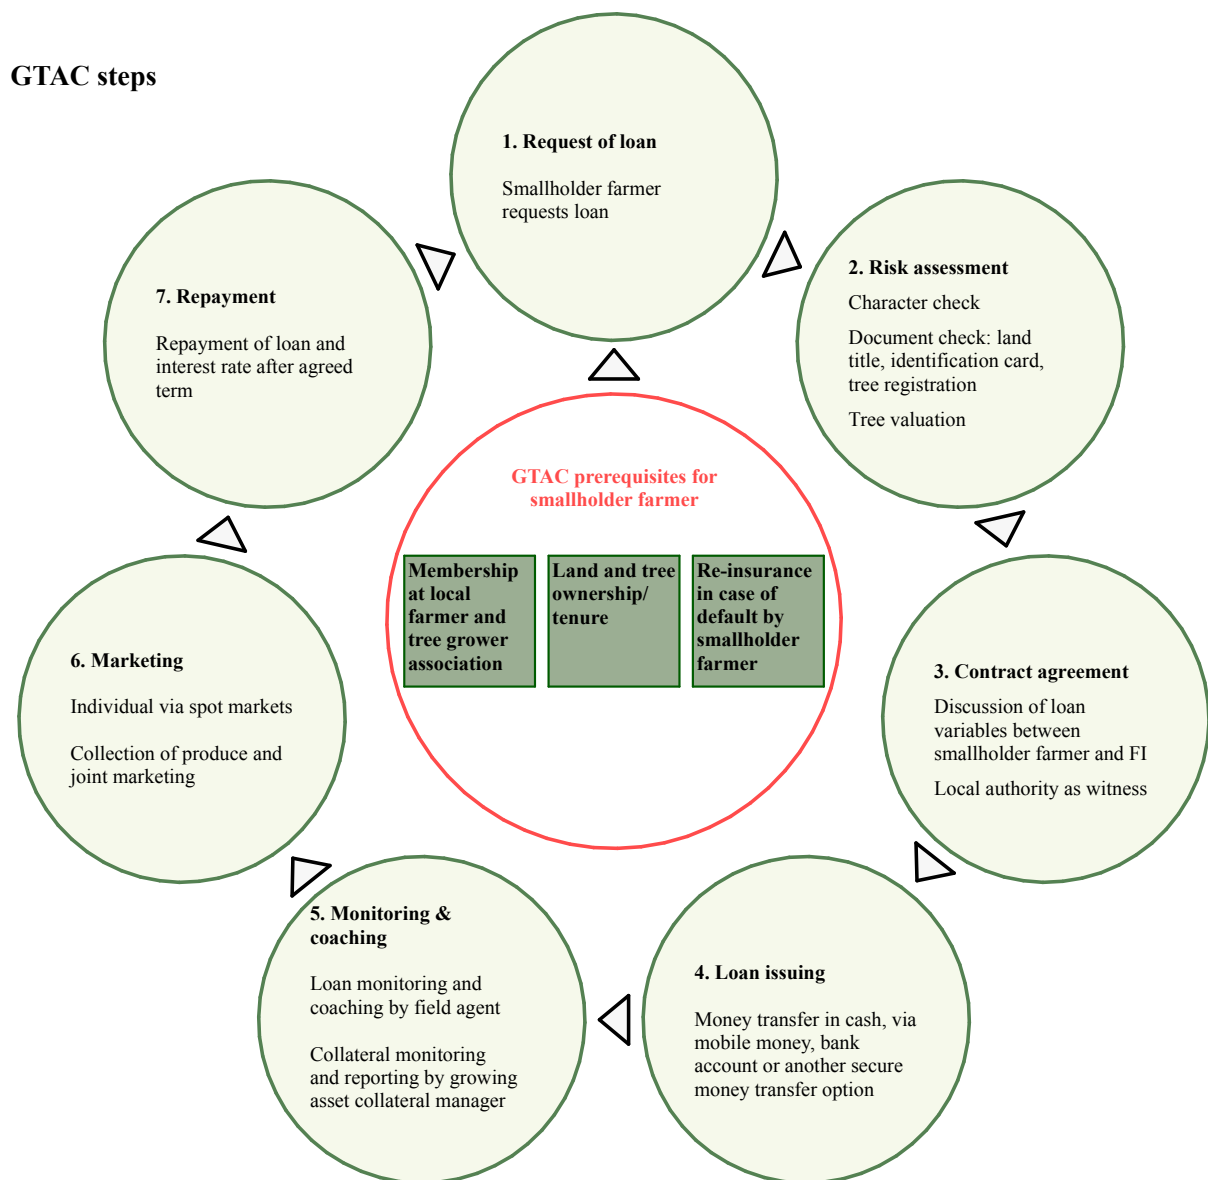 GTAC steps
1. Request of loan
Smallholder farmer
requests loan
2. Risk assessment
Character check
Document check: land
title, identification card,
tree registration
Tree valuation
3. Contract agreement
Discussion of loan
variables between
smallholder farmer and FI
Local authority as witness
4. Loan issuing
Money transfer in cash, via
mobile money, bank
account or another secure
money transfer option
5. Monitoring &
coaching
Loan monitoring and
coaching by field agent
Collateral monitoring
and reporting by growing
asset collateral manager
6. Marketing
Individual via spot markets
Collection of produce and
joint marketing
7. Repayment
Repayment of loan and
interest rate after agreed
term
GTAC prerequisites for
smallholder farmer
Membership
at local
farmer and
tree grower
association
Land and tree
ownership/
tenure
Re-insurance
in case of
default by
smallholder
farmer